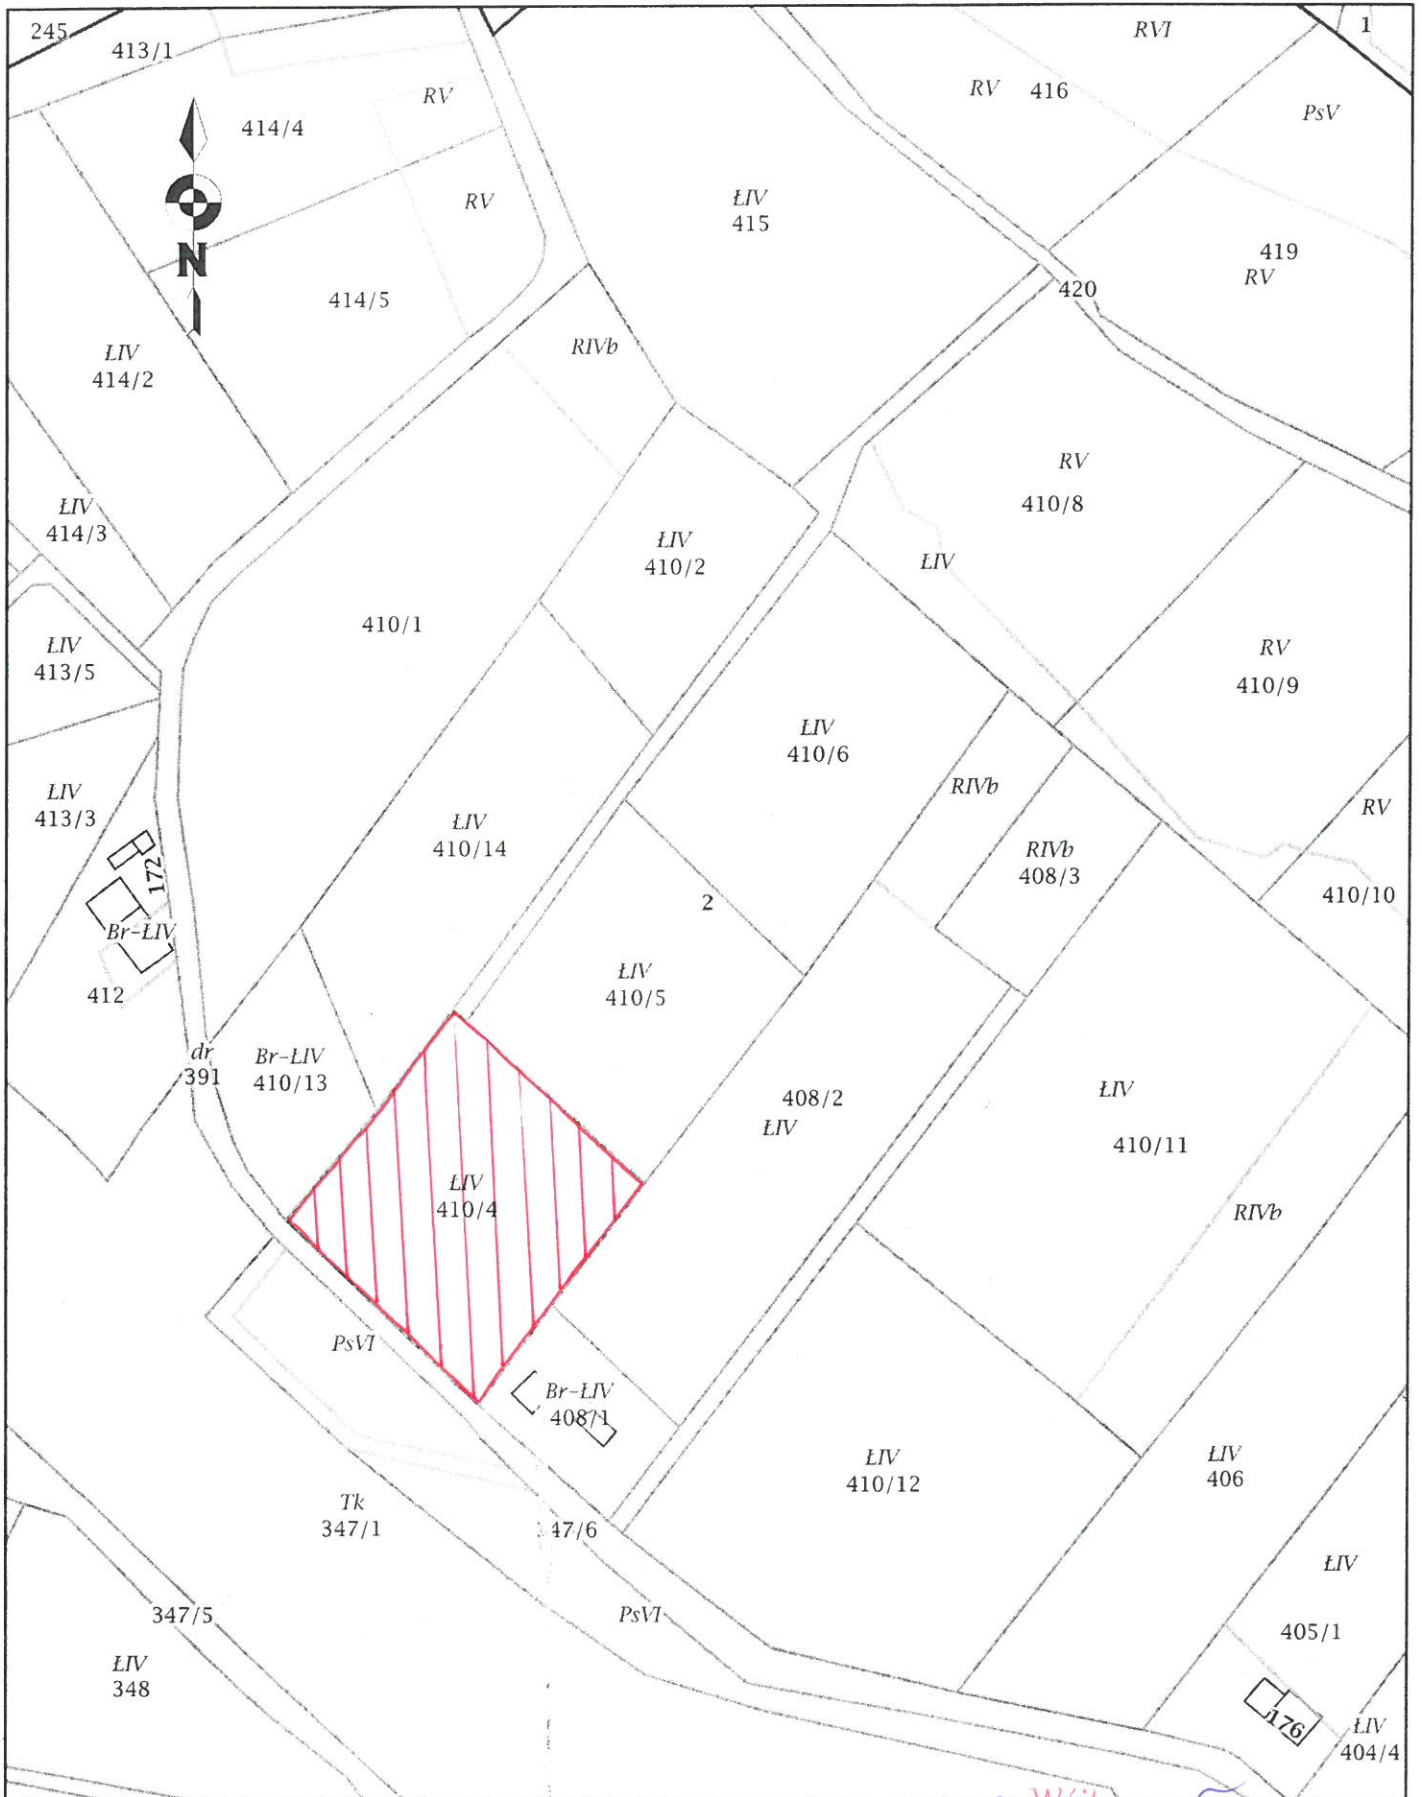 245
413/1
RVI
1
RV
RV 416
414/4
PsV
RV
ŁIV
415
419
RV
N
420
414/5
RIVb
ŁIV
414/2
RV
410/8
ŁIV
414/3
ŁIV
410/2
ŁIV
410/1
ŁIV
413/5
RV
410/9
ŁIV
410/6
RIVb
ŁIV
413/3
RV
ŁIV
410/14
RIVb
408/3
172
410/10
2
Br-ŁIV
412
ŁIV
410/5
dr
391
Br-ŁIV
410/13
408/2
ŁIV
ŁIV
410/11
ŁIV
410/4
RIVb
PsVI
Br-ŁIV
408/1
ŁIV
410/12
ŁIV
406
Tk
347/1
47/6
ŁIV
405/1
347/5
PsVI
ŁIV
348
176
ŁIV
404/4